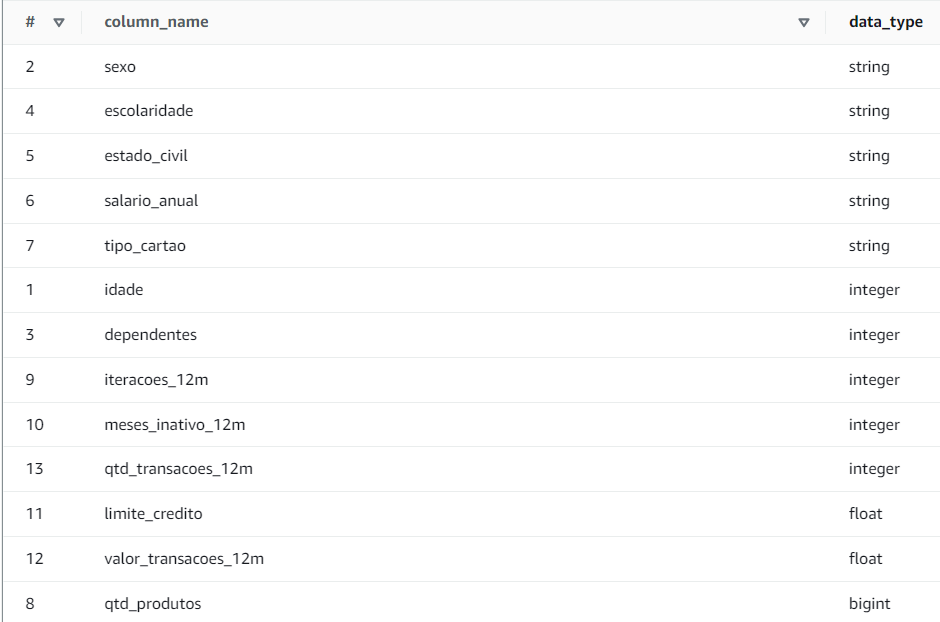 # column_name data_type
2 sexo string
4 escolaridade string
5 estado_civil string
6 salario_anual string
7 tipo_cartao string
1 idade integer
3 dependentes integer
9 iteracoes_12m integer
10 meses_inativo_12m integer
13 qtd_transacoes_12m integer
11 limite_credito float
12 valor_transacoes_12m float
8 qtd_produtos bigint